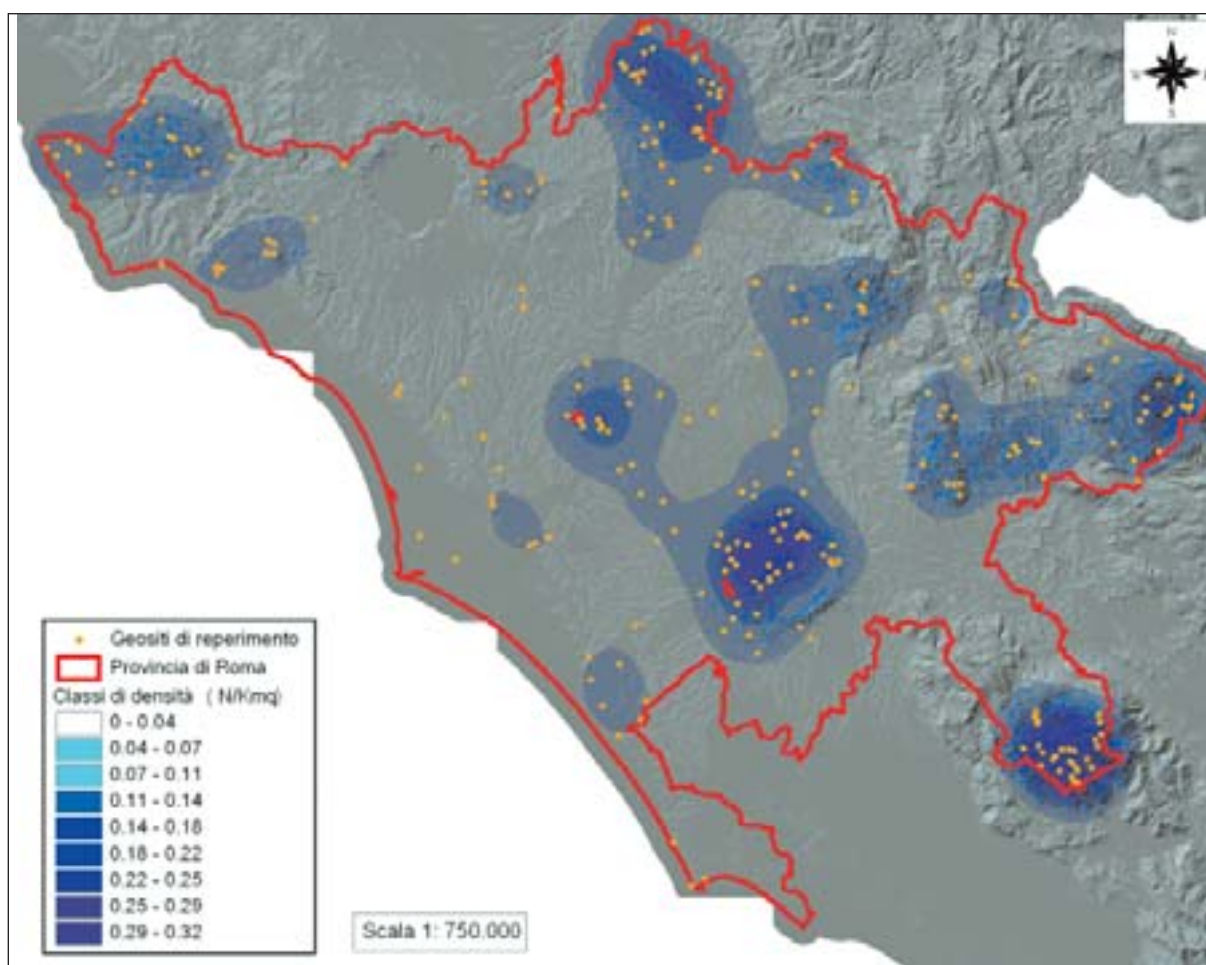 N
W
S
Geositi di reperimento
Provincia di Roma
Classi di densità ( N/Kmq)
0 - 0.04
0.04 - 0.07
0.07 - 0.11
0.11 - 0.14
0.14 - 0.18
0.18 - 0.22
0.22 - 0.25
0.25 - 0.29
0.29 - 0.32
Scala 1: 750.000